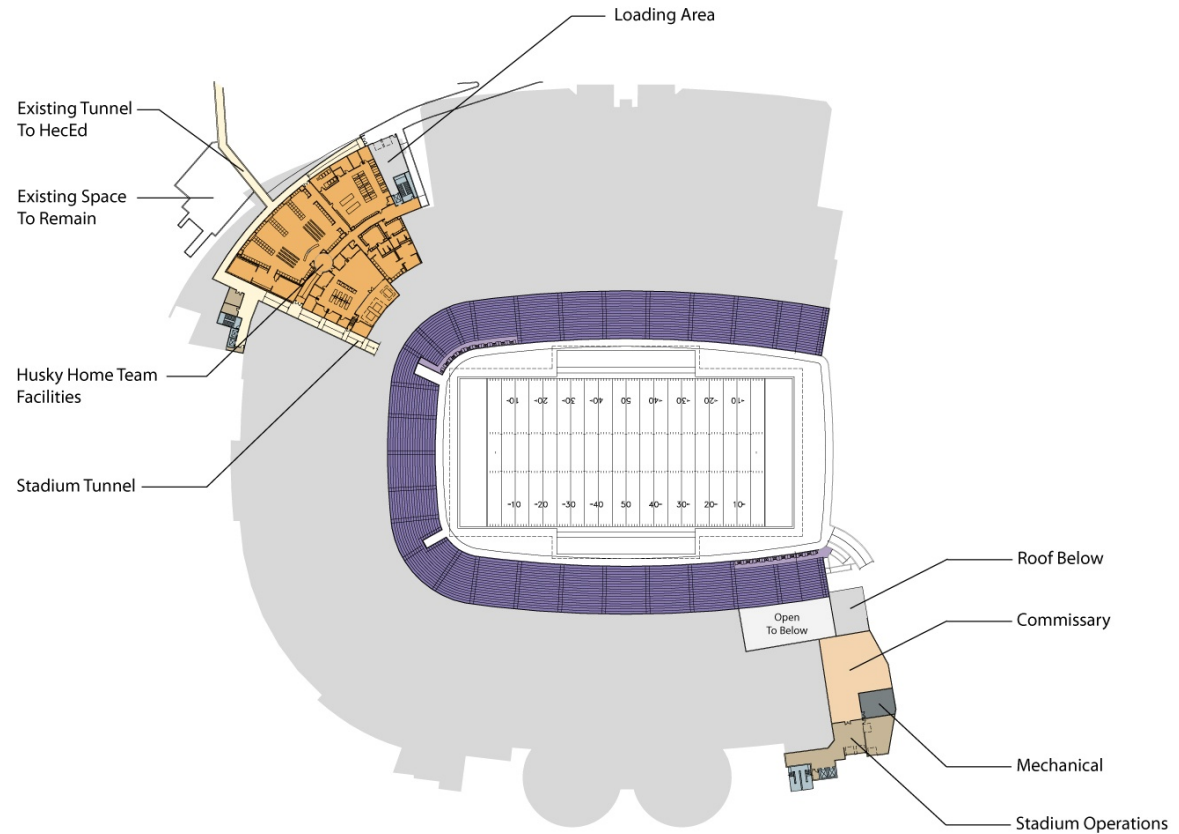 Loading Area
Existing Tunnel
To HecEd
Existing Space
To Remain
Husky Home Team
Facilities
Stadium Tunnel
-10 -20 -30 -40 50 40- 30- 20- 10-
-10 -20 -30 -40 50 40- 30- 20- 10-
Open
To Below
Roof Below
Commissary
Mechanical
Stadium Operations